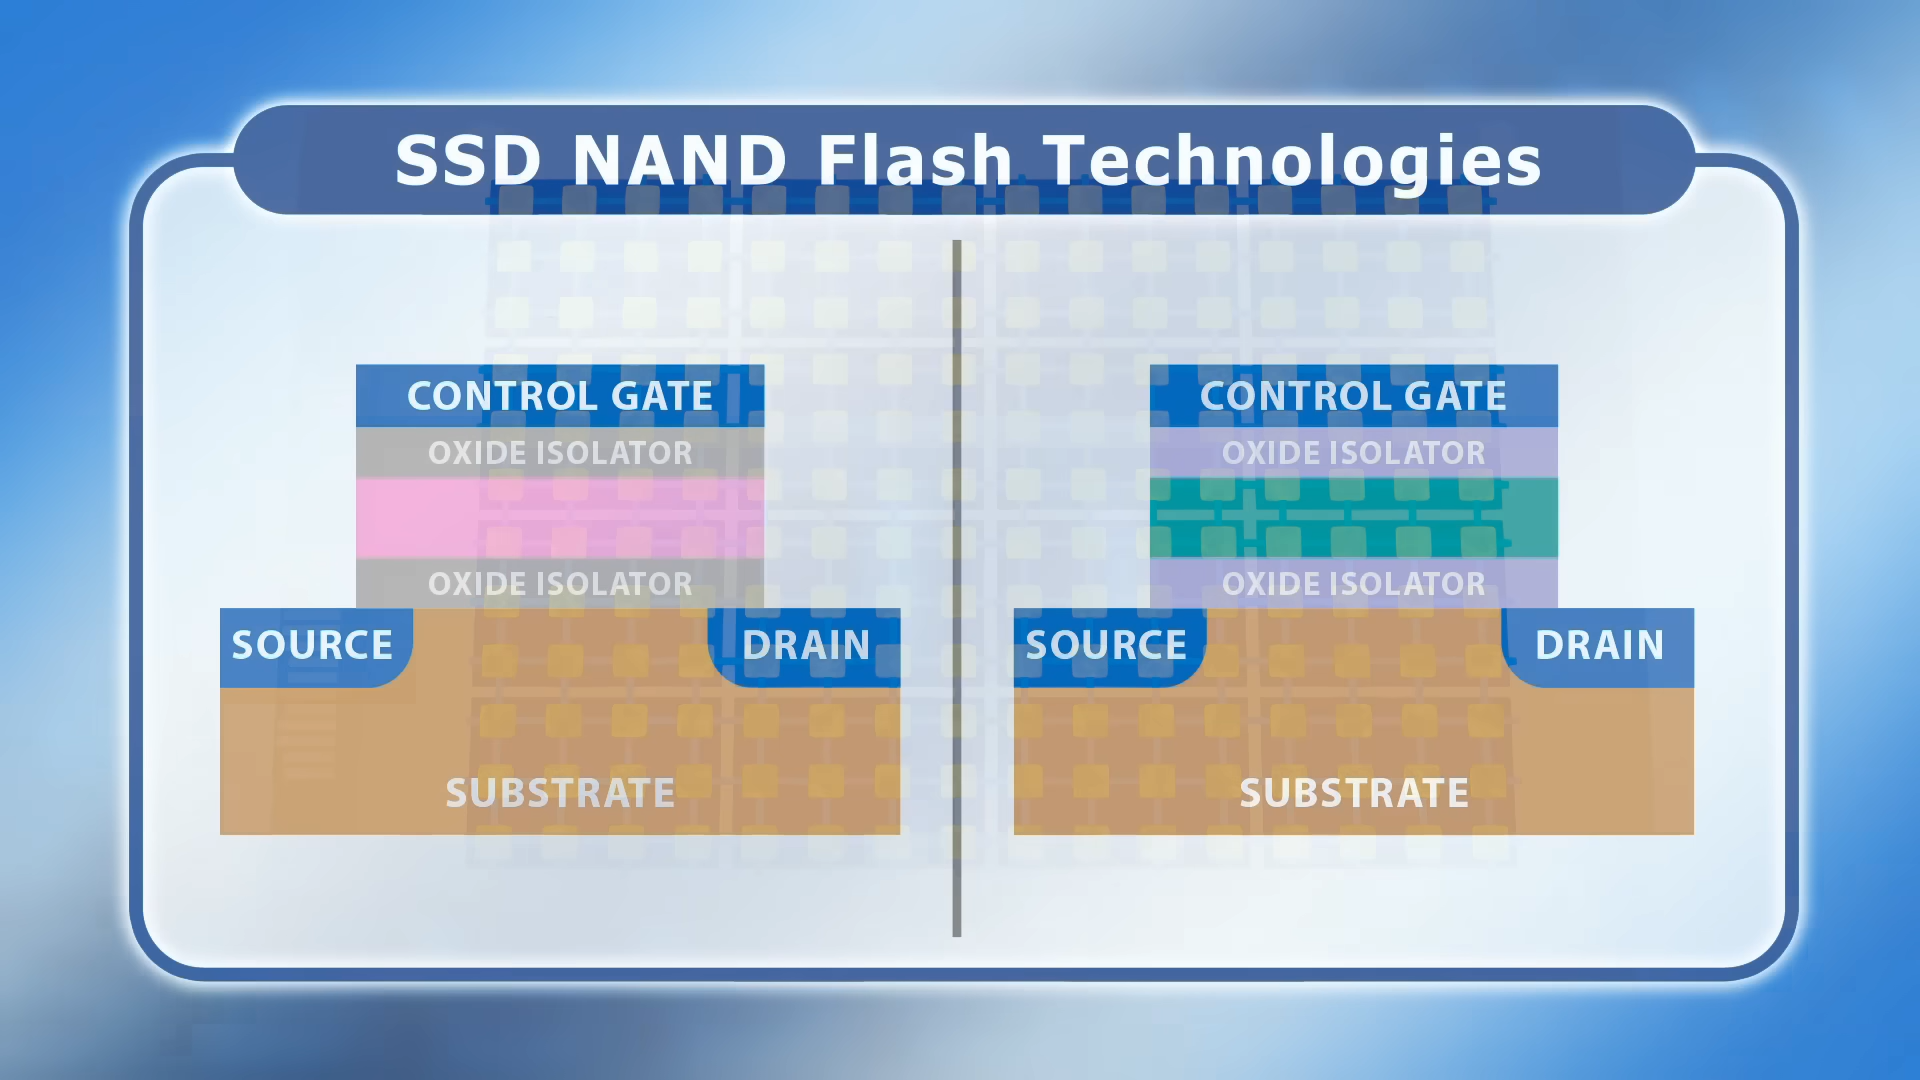 SSD NAND Flash Technologies
CONTROL GATE
OXIDE ISOLATOR
OXIDE ISOLATOR
SOURCE
DRAIN
SUBSTRATE
CONTROL GATE
OXIDE ISOLATOR
OXIDE ISOLATOR
SOURCE
DRAIN
SUBSTRATE